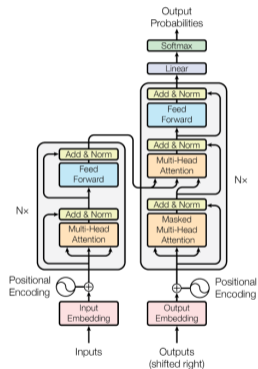 Output
Probabilities
Softmax
Linear
Add & Norm
Feed
Forward
Add & Norm
Multi-Head
Attention
Add & Norm
Masked
Multi-Head
Attention
N×
Positional
Encoding
Output
Embedding
Outputs
(shifted right)
Add & Norm
Feed
Forward
N×
Add & Norm
Multi-Head
Attention
Positional
Encoding
Input
Embedding
Inputs